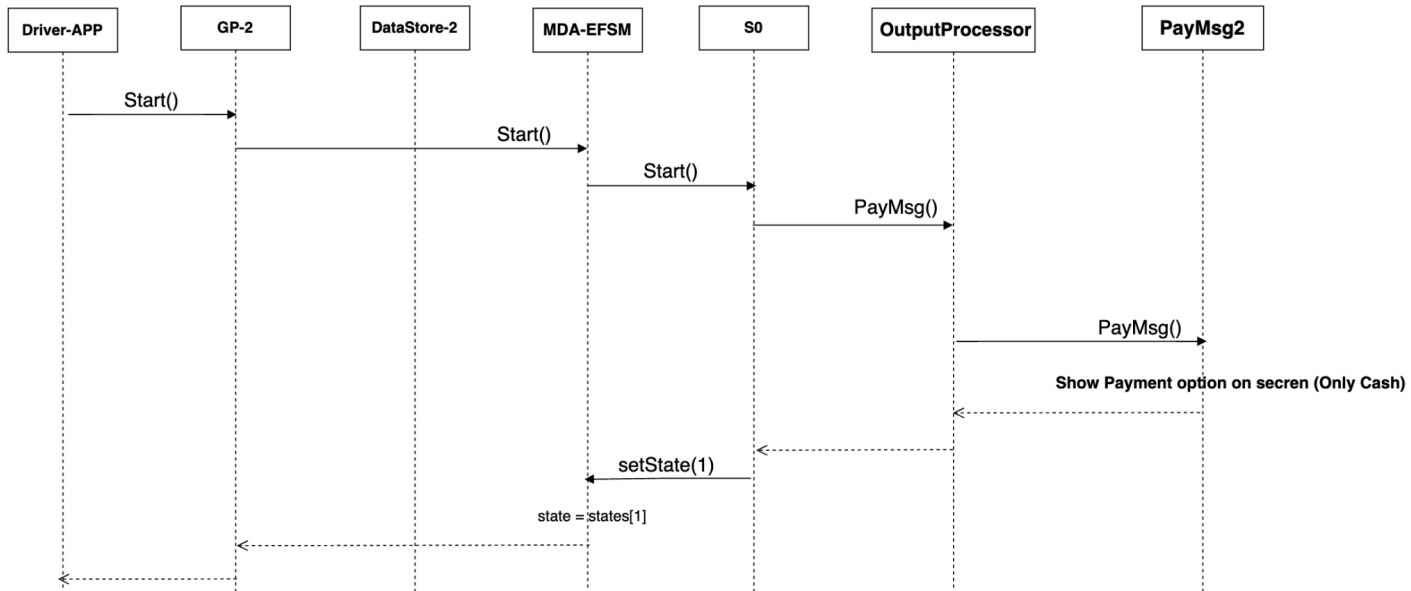 Driver-APP
GP-2
DataStore-2
MDA-EFSM
S0
OutputProcessor
PayMsg2
Start()
Start()
Start()
PayMsg()
PayMsg()
Show Payment option on secren (Only Cash)
setState(1)
state = states[1]